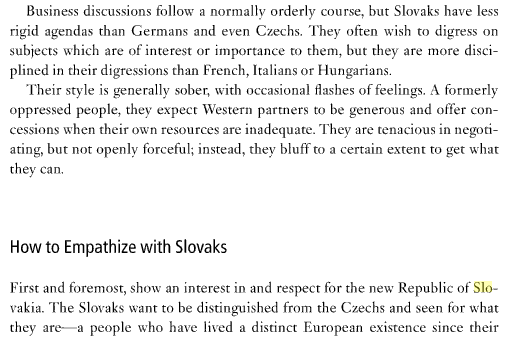 Business discussions follow a normally orderly course, but Slovaks have less
rigid agendas than Germans and even Czechs. They often wish to digress on
subjects which are of interest or importance to them, but they are more disci-
plined in their digressions than French, Italians or Hungarians.
Their style is generally sober, with occasional flashes of feelings. A formerly
oppressed people, they expect Western partners to be generous and offer con-
cessions when their own resources are inadequate. They are tenacious in negoti-
ating, but not openly forceful; instead, they bluff to a certain extent to get what
they can.
How to Empathize with Slovaks
First and foremost, show an interest in and respect for the new Republic of Slo-
vakia. The Slovaks want to be distinguished from the Czechs and seen for what
they are—a people who have lived a distinct European existence since their